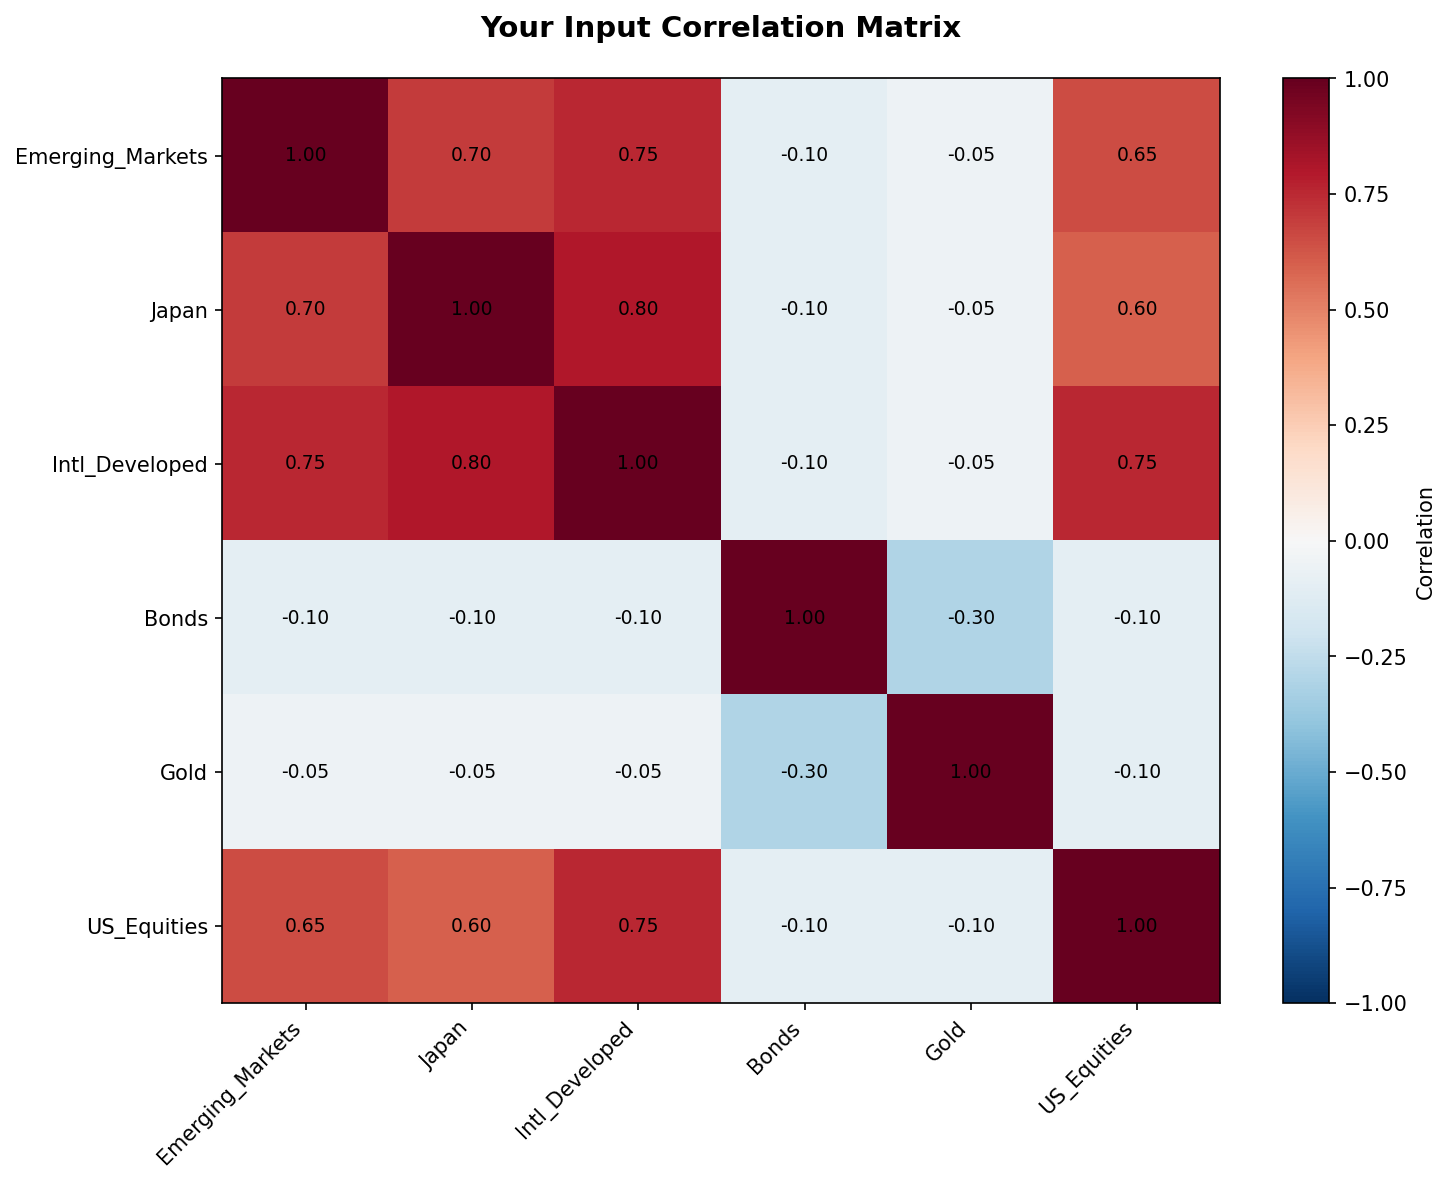 Your Input Correlation Matrix
Emerging_Markets 1.00 0.70 0.75 -0.10 -0.05 0.65
Japan 0.70 1.00 0.80 -0.10 -0.05 0.60
Intl_Developed 0.75 0.80 1.00 -0.10 -0.05 0.75
Bonds -0.10 -0.10 -0.10 1.00 -0.30 -0.10
Gold -0.05 -0.05 -0.05 -0.30 1.00 -0.10
US_Equities 0.65 0.60 0.75 -0.10 -0.10 1.00
Emerging_Markets Japan Intl_Developed Bonds Gold US_Equities
1.00
0.75
0.50
0.25
0.00
−0.25
−0.50
−0.75
−1.00
Correlation